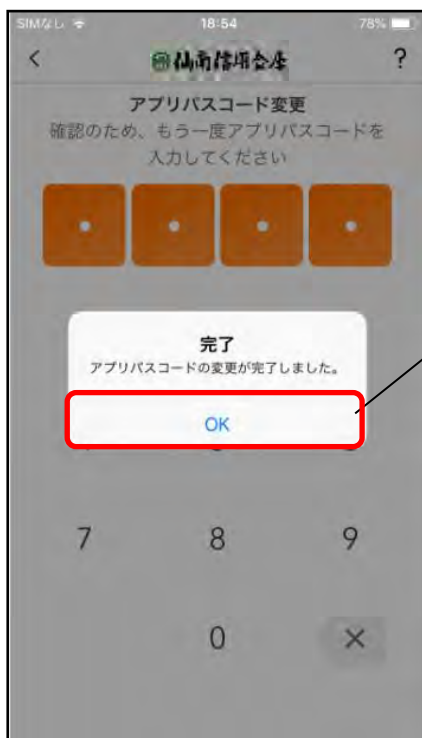 SIMなし 18:54 78%
< 仙南信用金庫 ?
アプリパスコード変更
確認のため、もう一度アプリパスコードを
入力してください
完了
アプリパスコードの変更が完了しました。
OK
7 8 9
0 ×